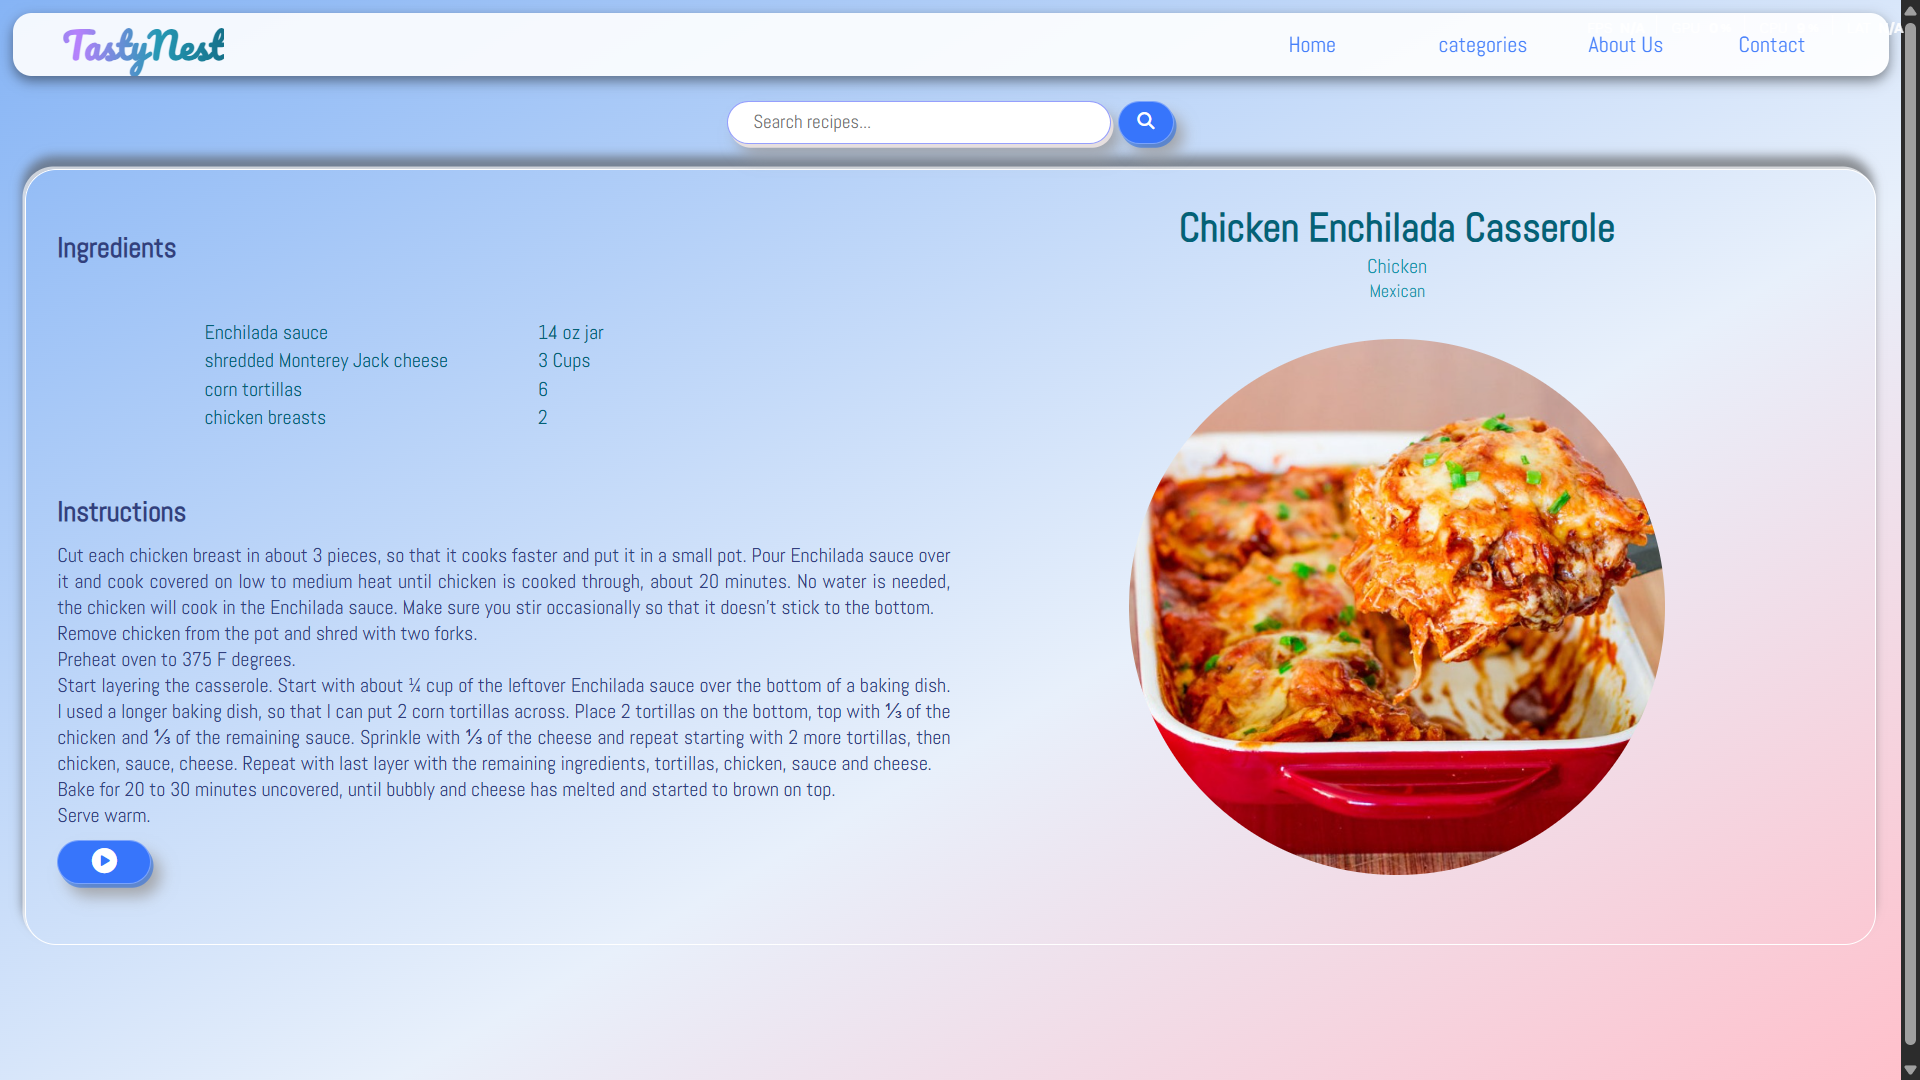 TastyNest
Home categories About Us Contact
Search recipes...
Ingredients
Enchilada sauce 14 oz jar
shredded Monterey Jack cheese 3 Cups
corn tortillas 6
chicken breasts 2
Instructions
Cut each chicken breast in about 3 pieces, so that it cooks faster and put it in a small pot. Pour Enchilada sauce over
it and cook covered on low to medium heat until chicken is cooked through, about 20 minutes. No water is needed,
the chicken will cook in the Enchilada sauce. Make sure you stir occasionally so that it doesn't stick to the bottom.
Remove chicken from the pot and shred with two forks.
Preheat oven to 375 F degrees.
Start layering the casserole. Start with about ¼ cup of the leftover Enchilada sauce over the bottom of a baking dish.
I used a longer baking dish, so that I can put 2 corn tortillas across. Place 2 tortillas on the bottom, top with ⅓ of the
chicken and ⅓ of the remaining sauce. Sprinkle with ⅓ of the cheese and repeat starting with 2 more tortillas, then
chicken, sauce, cheese. Repeat with last layer with the remaining ingredients, tortillas, chicken, sauce and cheese.
Bake for 20 to 30 minutes uncovered, until bubbly and cheese has melted and started to brown on top.
Serve warm.
Chicken Enchilada Casserole
Chicken
Mexican